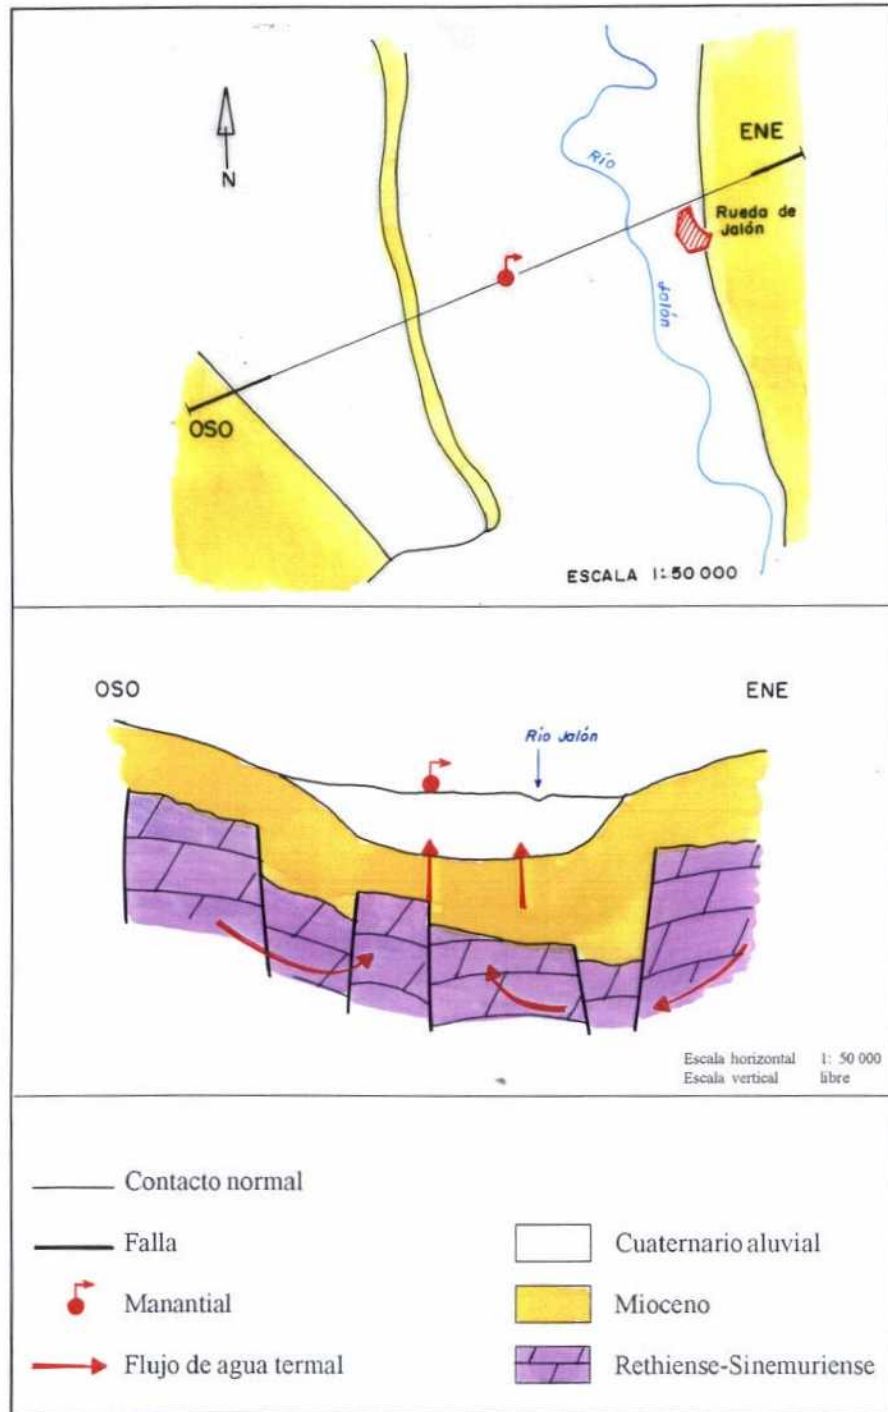 N
ENE
Río
Rueda de
Jalón
Jalón
OSO
ESCALA 1:50 000
OSO
ENE
Río Jalón
Escala horizontal 1: 50 000
Escala vertical libre
Contacto normal
Falla
Cuaternario aluvial
Manantial
Mioceno
Flujo de agua termal
Rethiense-Sinemuriense